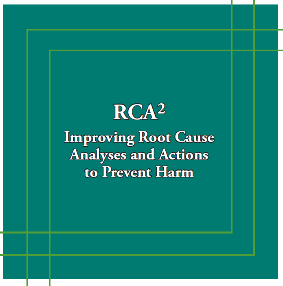 RCA²
Improving Root Cause
Analyses and Actions
to Prevent Harm